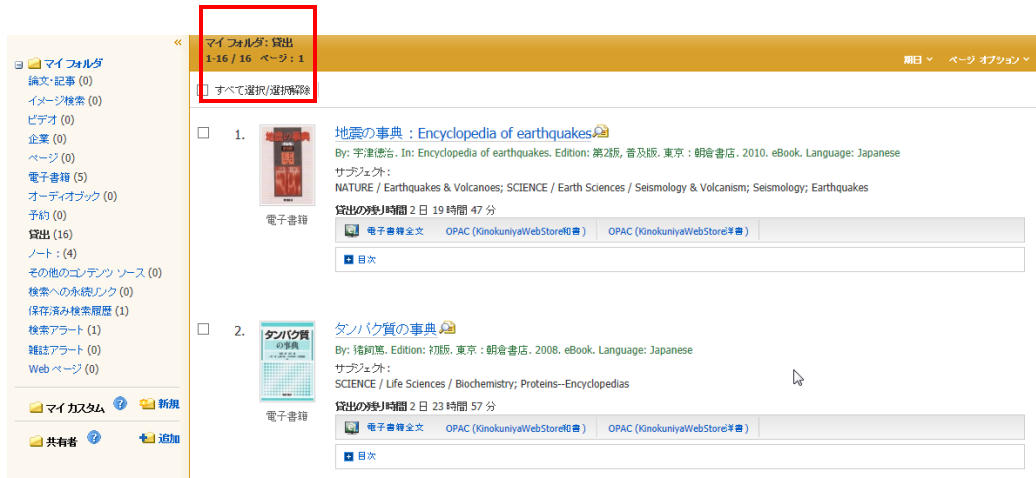 «
マイ フォルダ
論文・記事 (0)
イメージ検索 (0)
ビデオ (0)
企業 (0)
ページ (0)
電子書籍 (5)
オーディオブック (0)
予約 (0)
貸出 (16)
ノート : (4)
その他のコンテンツ ソース (0)
検索への永続リンク (0)
保存済み検索履歴 (1)
検索アラート (1)
雑誌アラート (0)
Web ページ (0)
マイ カスタム ? 新規
共有者 ? 追加
マイ フォルダ: 貸出
1-16 / 16 ページ : 1
期日 ページ オプション
すべて選択/選択解除
1.
地震の事典
電子書籍
地震の事典 : Encyclopedia of earthquakes
By: 宇津徳治. In: Encyclopedia of earthquakes. Edition: 第2版, 普及版. 東京 : 朝倉書店. 2010. eBook. Language: Japanese
サブジェクト:
NATURE / Earthquakes & Volcanoes; SCIENCE / Earth Sciences / Seismology & Volcanism; Seismology; Earthquakes
貸出の残り時間 2 日 19 時間 47 分
電子書籍全文 OPAC (KinokuniyaWebStore和書) OPAC (KinokuniyaWebStore洋書)
目次
2.
タンパク質
の事典
電子書籍
タンパク質の事典
By: 猪飼篤. Edition: 初版. 東京 : 朝倉書店. 2008. eBook. Language: Japanese
サブジェクト:
SCIENCE / Life Sciences / Biochemistry; Proteins--Encyclopedias
貸出の残り時間 2 日 23 時間 57 分
電子書籍全文 OPAC (KinokuniyaWebStore和書) OPAC (KinokuniyaWebStore洋書)
目次